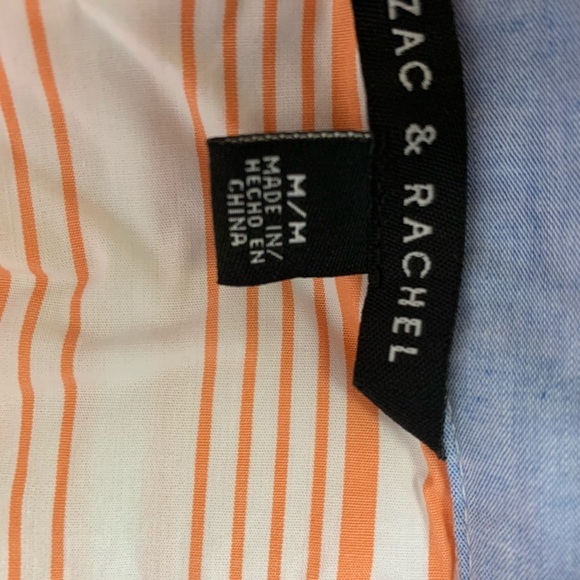 ZAC & RACHEL
M/M
MADE IN/
HECHO EN
CHINA